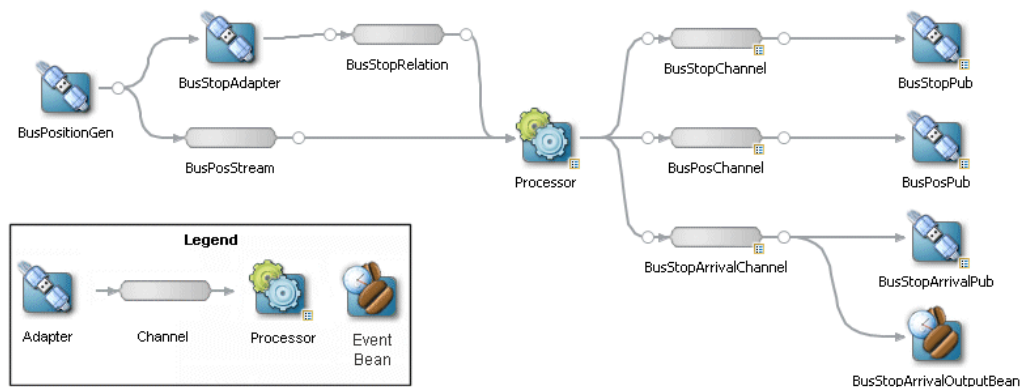 BusPositionGen
BusStopAdapter
BusStopRelation
BusPosStream
Processor
BusStopChannel
BusStopPub
BusPosChannel
BusPosPub
BusStopArrivalChannel
BusStopArrivalPub
BusStopArrivalOutputBean
Legend
Adapter
Channel
Processor
Event
Bean